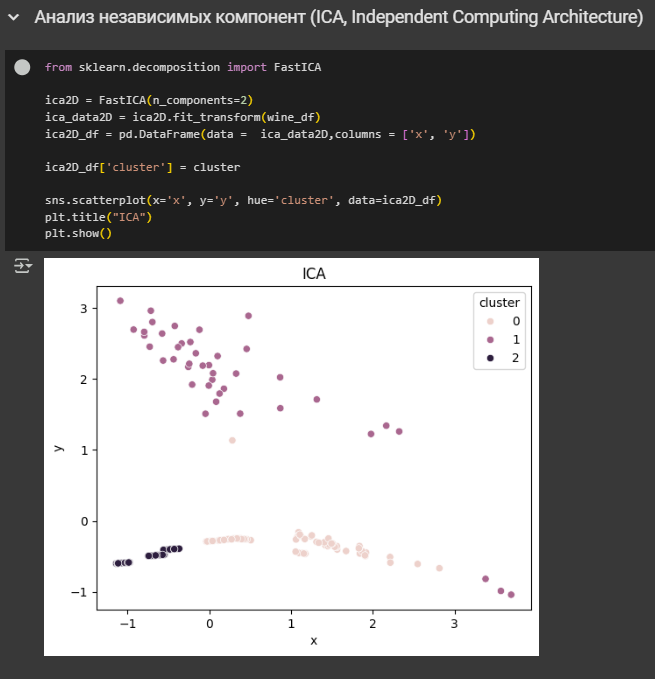 Анализ независимых компонент (ICA, Independent Computing Architecture)
from sklearn.decomposition import FastICA
ica2D = FastICA(n_components=2)
ica_data2D = ica2D.fit_transform(wine_df)
ica2D_df = pd.DataFrame(data =  ica_data2D,columns = ['x', 'y'])
ica2D_df['cluster'] = cluster
sns.scatterplot(x='x', y='y', hue='cluster', data=ica2D_df)
plt.title("ICA")
plt.show()
ICA
cluster
0
1
2
3
2
1
0
−1
y
−1 0 1 2 3
x